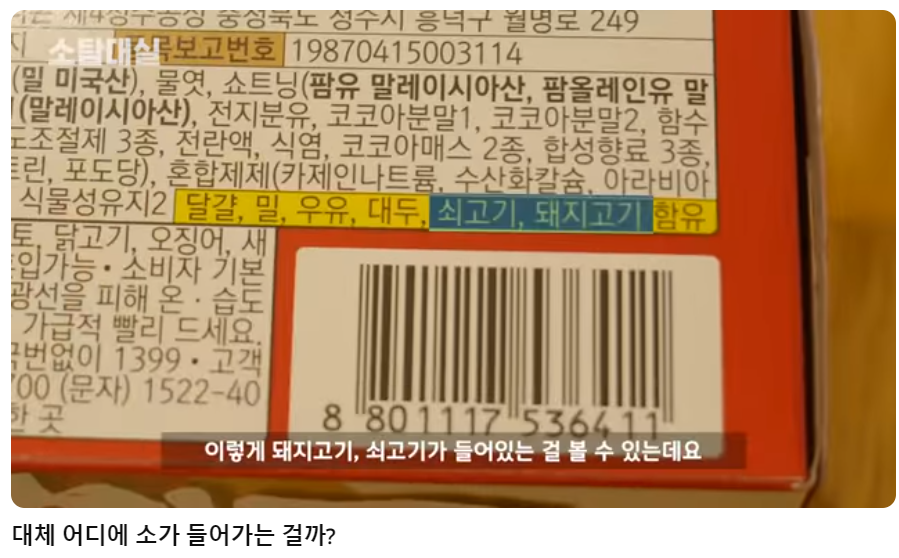 충청북도 청주시 흥덕구 월명로 249
소탐대실
보고번호 19870415003114
(밀 미국산), 물엿, 쇼트닝(팜유 말레이시아산, 팜올레인유 말
(말레이시아산), 전지분유, 코코아분말1, 코코아분말2, 함수
도조절제 3종, 전란액, 식염, 코코아매스 2종, 합성향료 3종,
트린, 포도당), 혼합제제(카제인나트륨, 수산화칼슘, 아라비아
식물성유지2 달걀, 밀, 우유, 대두, 쇠고기, 돼지고기 함유
토, 닭고기, 오징어, 새
입가능 • 소비자 기본
광선을 피해 온 · 습도
가급적 빨리 드세요.
국번없이 1399 • 고객
00 (문자) 1522-40
한 곳
8 801117 536411
이렇게 돼지고기, 쇠고기가 들어있는 걸 볼 수 있는데요
대체 어디에 소가 들어가는 걸까?